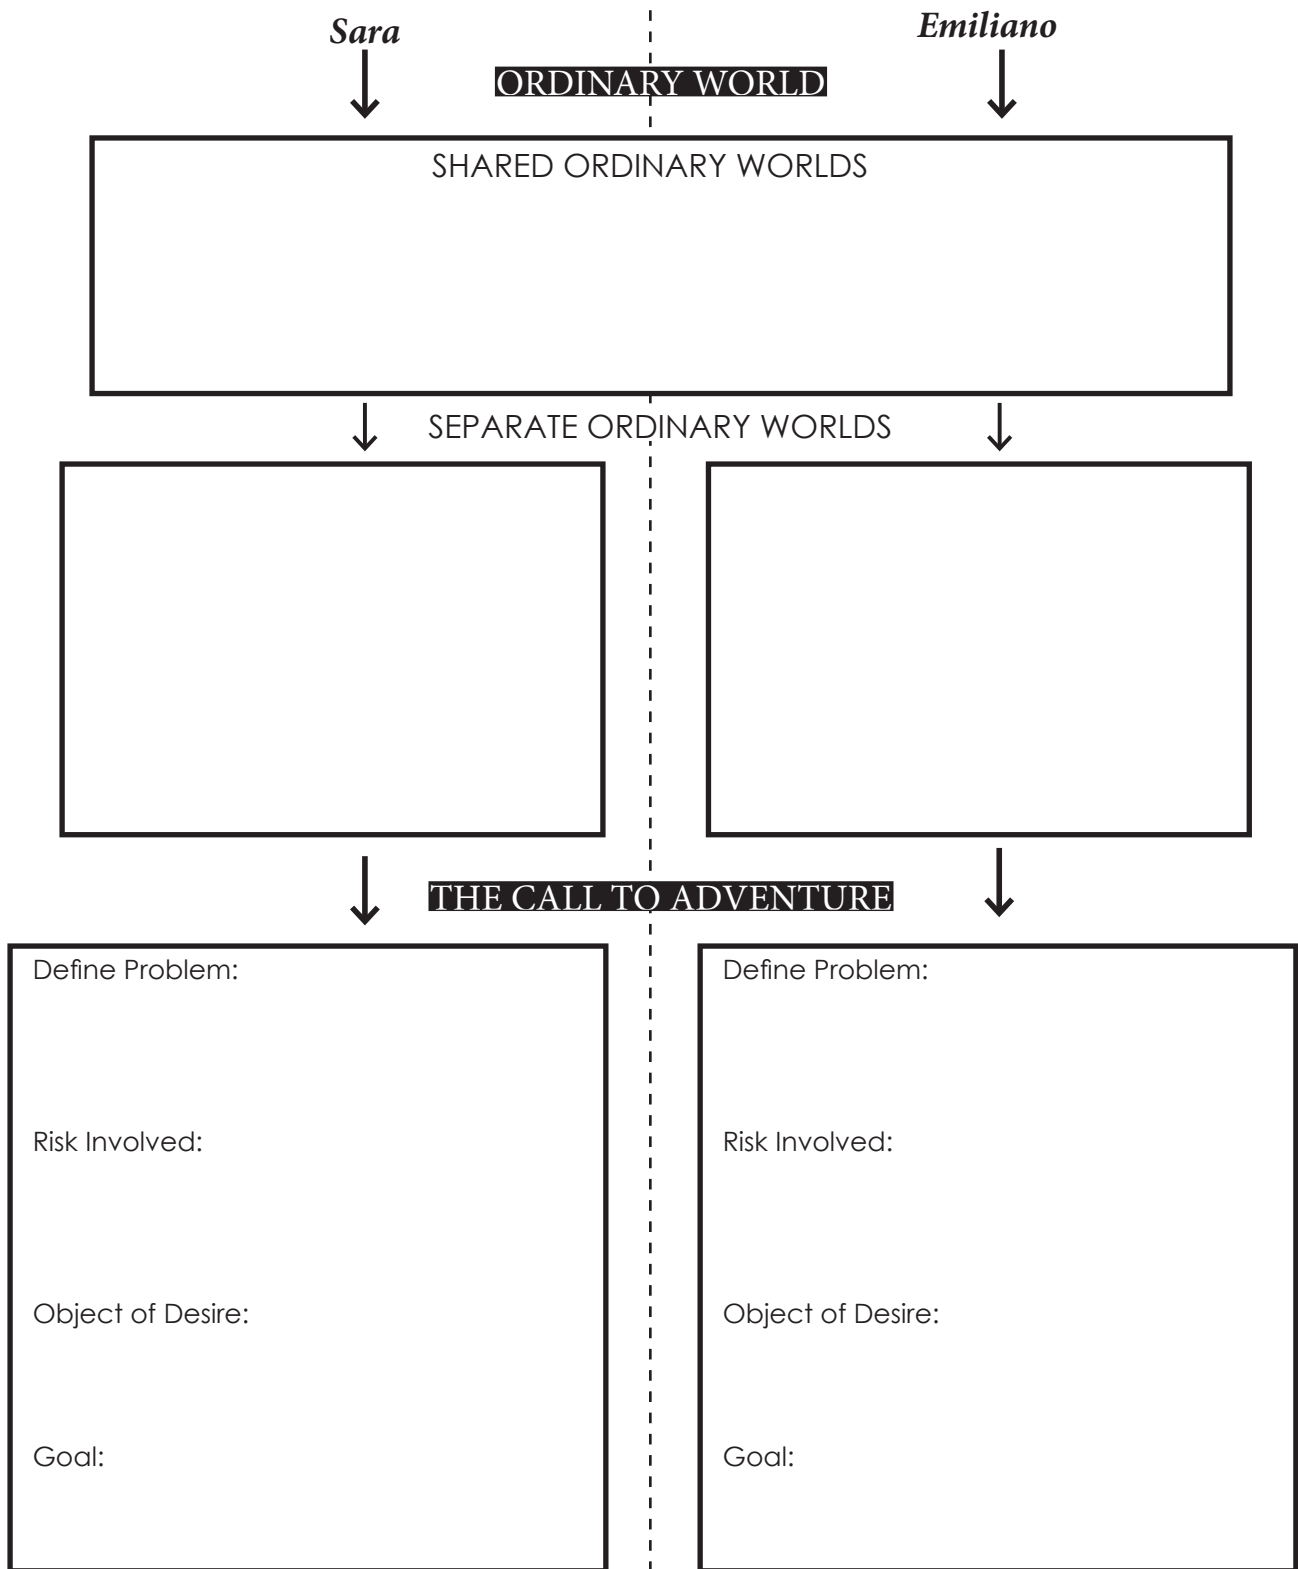 Sara
Emiliano
ORDINARY WORLD
SHARED ORDINARY WORLDS
SEPARATE ORDINARY WORLDS
THE CALL TO ADVENTURE
Define Problem:
Risk Involved:
Object of Desire:
Goal:
Define Problem:
Risk Involved:
Object of Desire:
Goal: